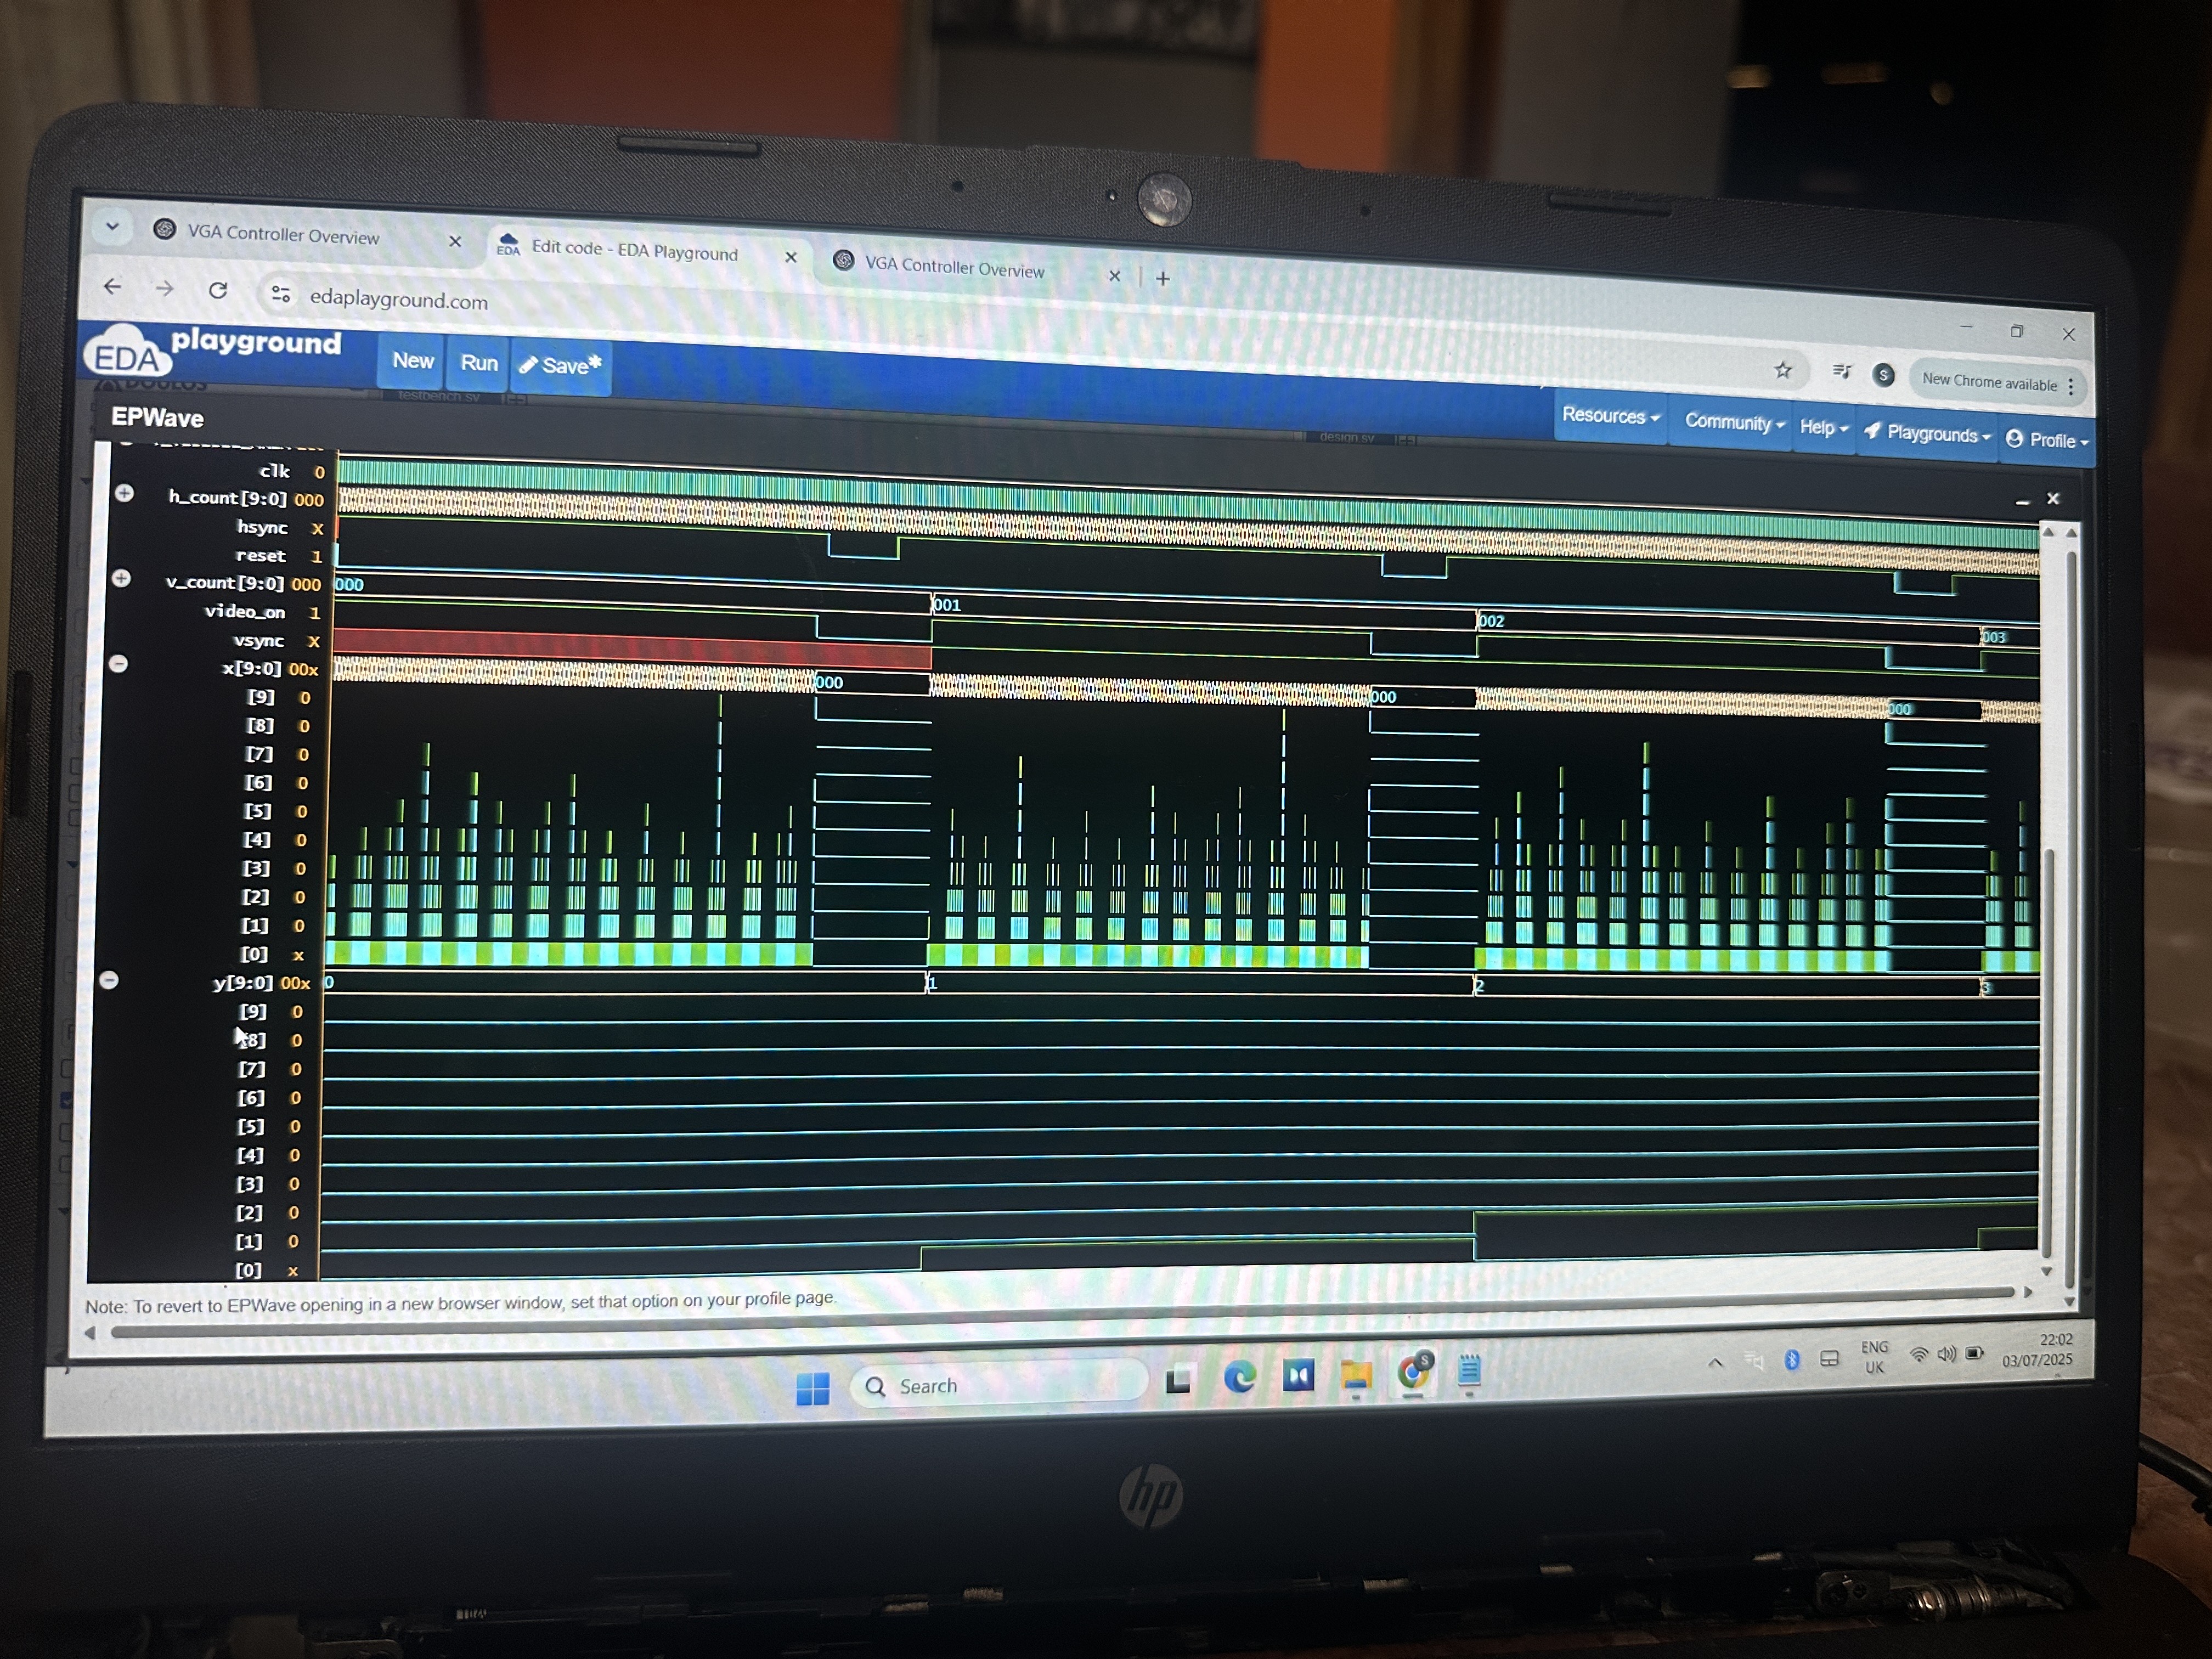 VGA Controller Overview
Edit code - EDA Playground
VGA Controller Overview
edaplayground.com
New Chrome available
EDA playground
New
Run
Save*
Resources
Community
Help
Playgrounds
Profile
DOULOS
testbench.sv
design.sv
EPWave
clk 0
h_count[9:0] 000
hsync x
reset 1
v_count[9:0] 000 000 001 002 003
video_on 1
vsync x
x[9:0] 00x 000 000 000
[9] 0
[8] 0
[7] 0
[6] 0
[5] 0
[4] 0
[3] 0
[2] 0
[1] 0
[0] x
y[9:0] 00x 0 1 2 3
[9] 0
[8] 0
[7] 0
[6] 0
[5] 0
[4] 0
[3] 0
[2] 0
[1] 0
[0] x
Note: To revert to EPWave opening in a new browser window, set that option on your profile page.
Search
ENG
UK
22:02
03/07/2025
hp